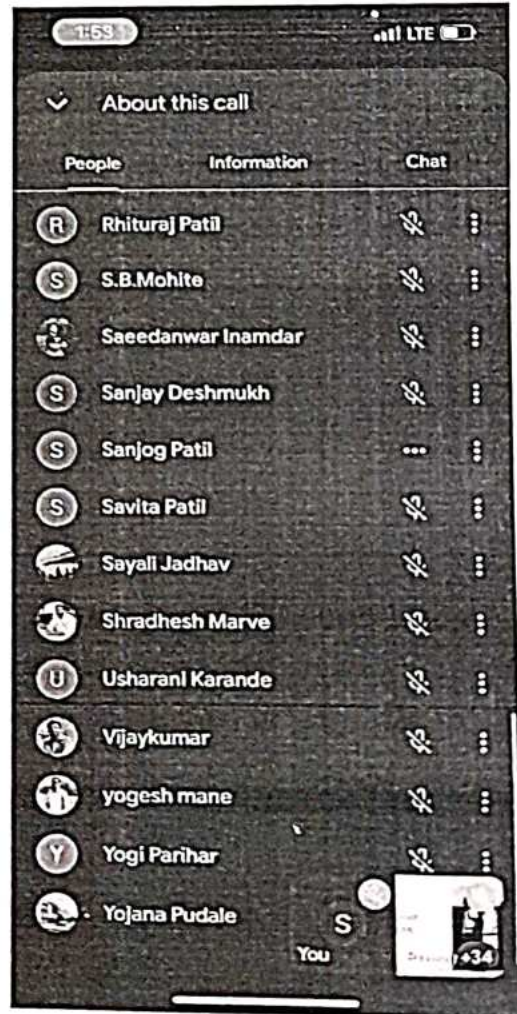 1:53 LTE
About this call
People Information Chat
R Rhituraj Patil
S S.B.Mohite
Saeedanwar Inamdar
S Sanjay Deshmukh
S Sanjog Patil
S Savita Patil
Sayali Jadhav
Shradhesh Marve
U Usharani Karande
Vijaykumar
yogesh mane
Y Yogi Parihar
Yojana Pudale
S
You
+34